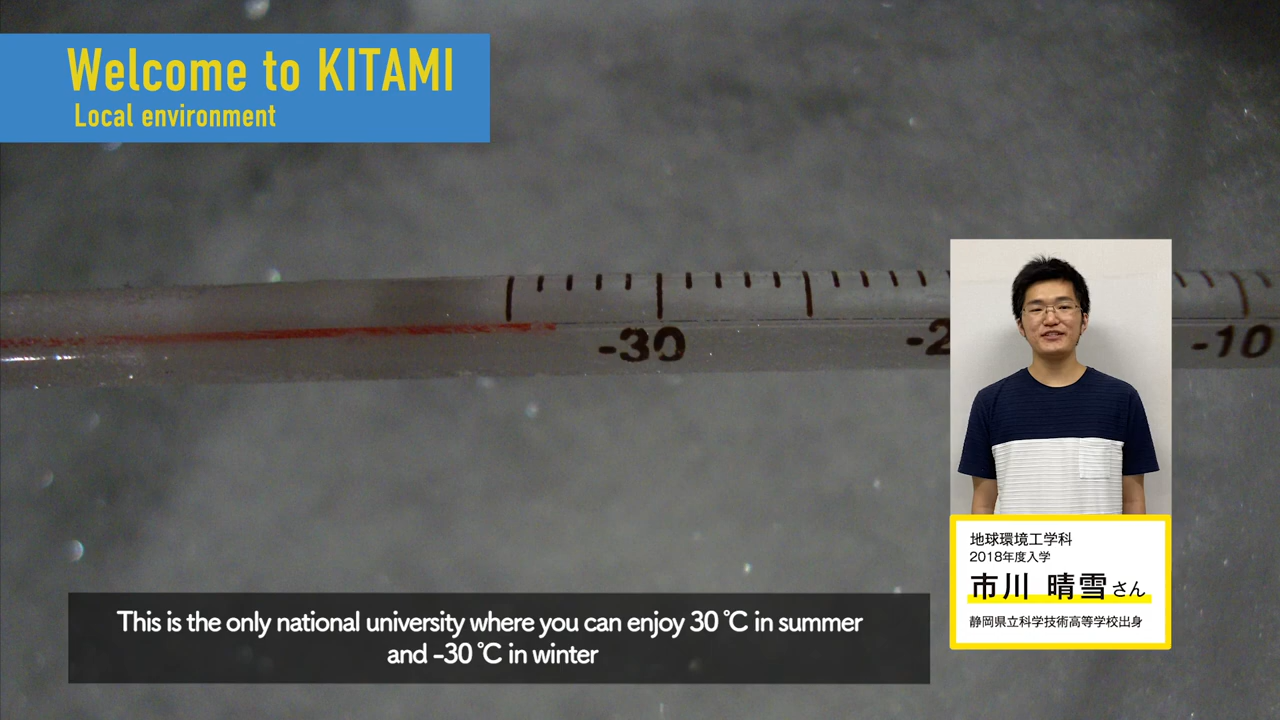 Welcome to KITAMI
Local environment
-30
-2
-10
地球環境工学科
2018年度入学
市川 晴雪さん
静岡県立科学技術高等学校出身
This is the only national university where you can enjoy 30 ℃ in summer
and -30 ℃ in winter